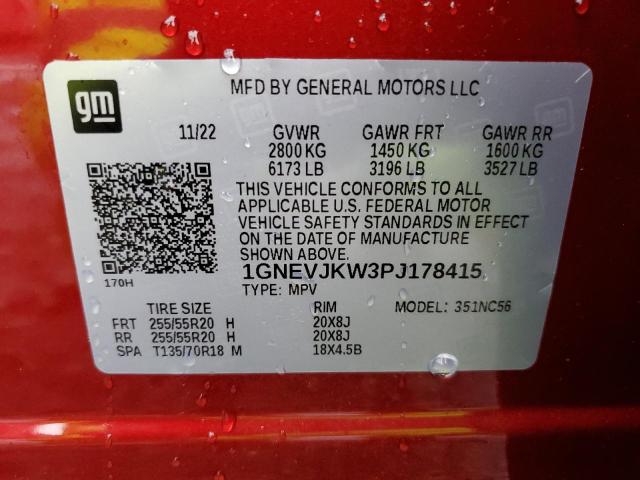 gm
MFD BY GENERAL MOTORS LLC
11/22 GVWR GAWR FRT GAWR RR
2800 KG 1450 KG 1600 KG
6173 LB 3196 LB 3527 LB
THIS VEHICLE CONFORMS TO ALL
APPLICABLE U.S. FEDERAL MOTOR
VEHICLE SAFETY STANDARDS IN EFFECT
ON THE DATE OF MANUFACTURE
SHOWN ABOVE.
1GNEVJKW3PJ178415
170H
TYPE: MPV
TIRE SIZE RIM MODEL: 351NC56
FRT 255/55R20 H 20X8J
RR 255/55R20 H 20X8J
SPA T135/70R18 M 18X4.5B